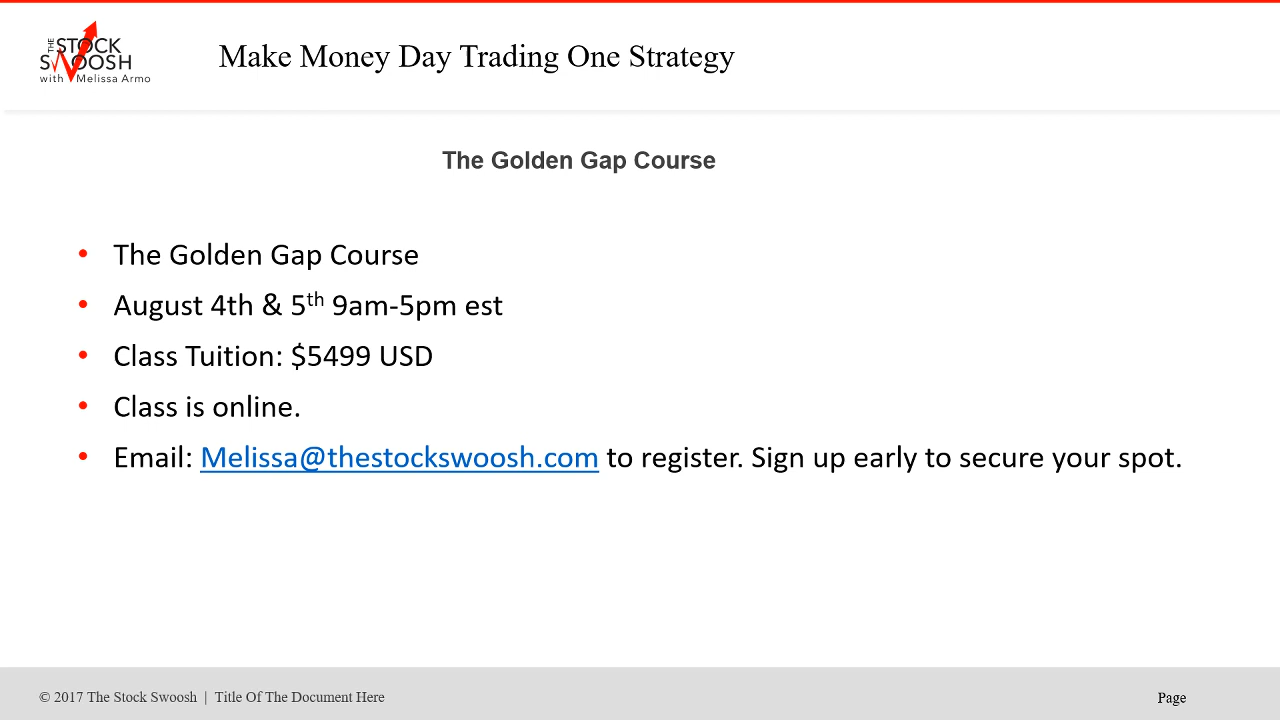 THE STOCK
SWOOSH
with Melissa Armo
Make Money Day Trading One Strategy
The Golden Gap Course
• The Golden Gap Course
• August 4th & 5th 9am-5pm est
• Class Tuition: $5499 USD
• Class is online.
• Email: Melissa@thestockswoosh.com to register. Sign up early to secure your spot.
© 2017 The Stock Swoosh | Title Of The Document Here
Page